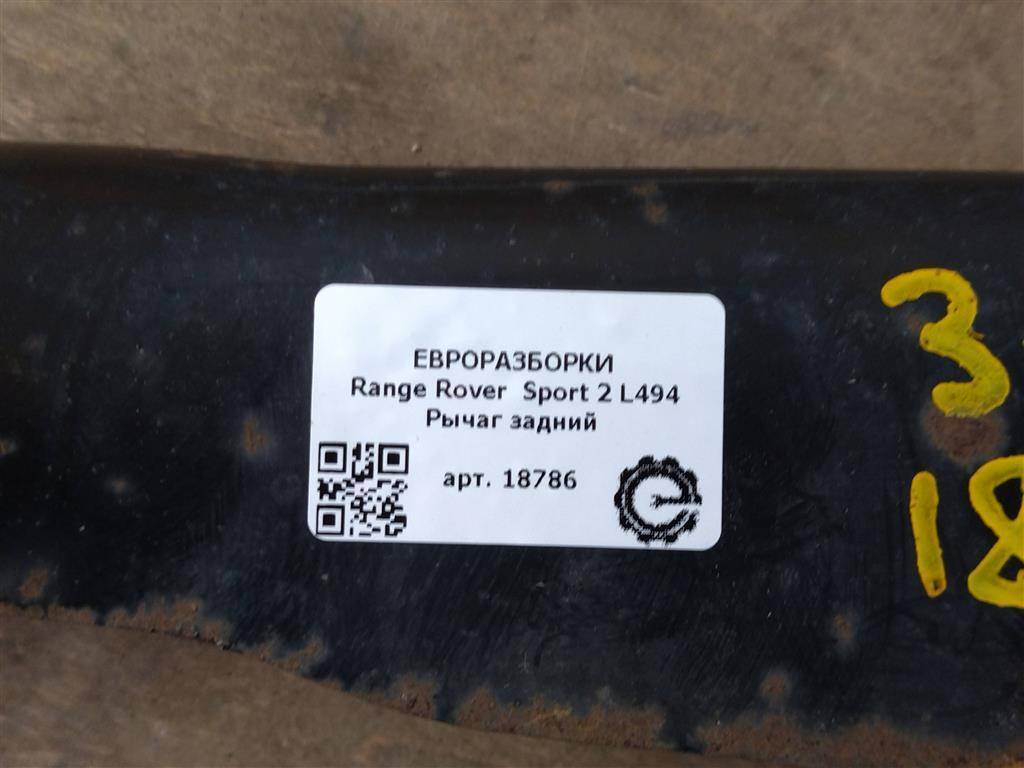 ЕВРОРАЗБОРКИ
Range Rover Sport 2 L494
Рычаг задний
арт. 18786
3
18